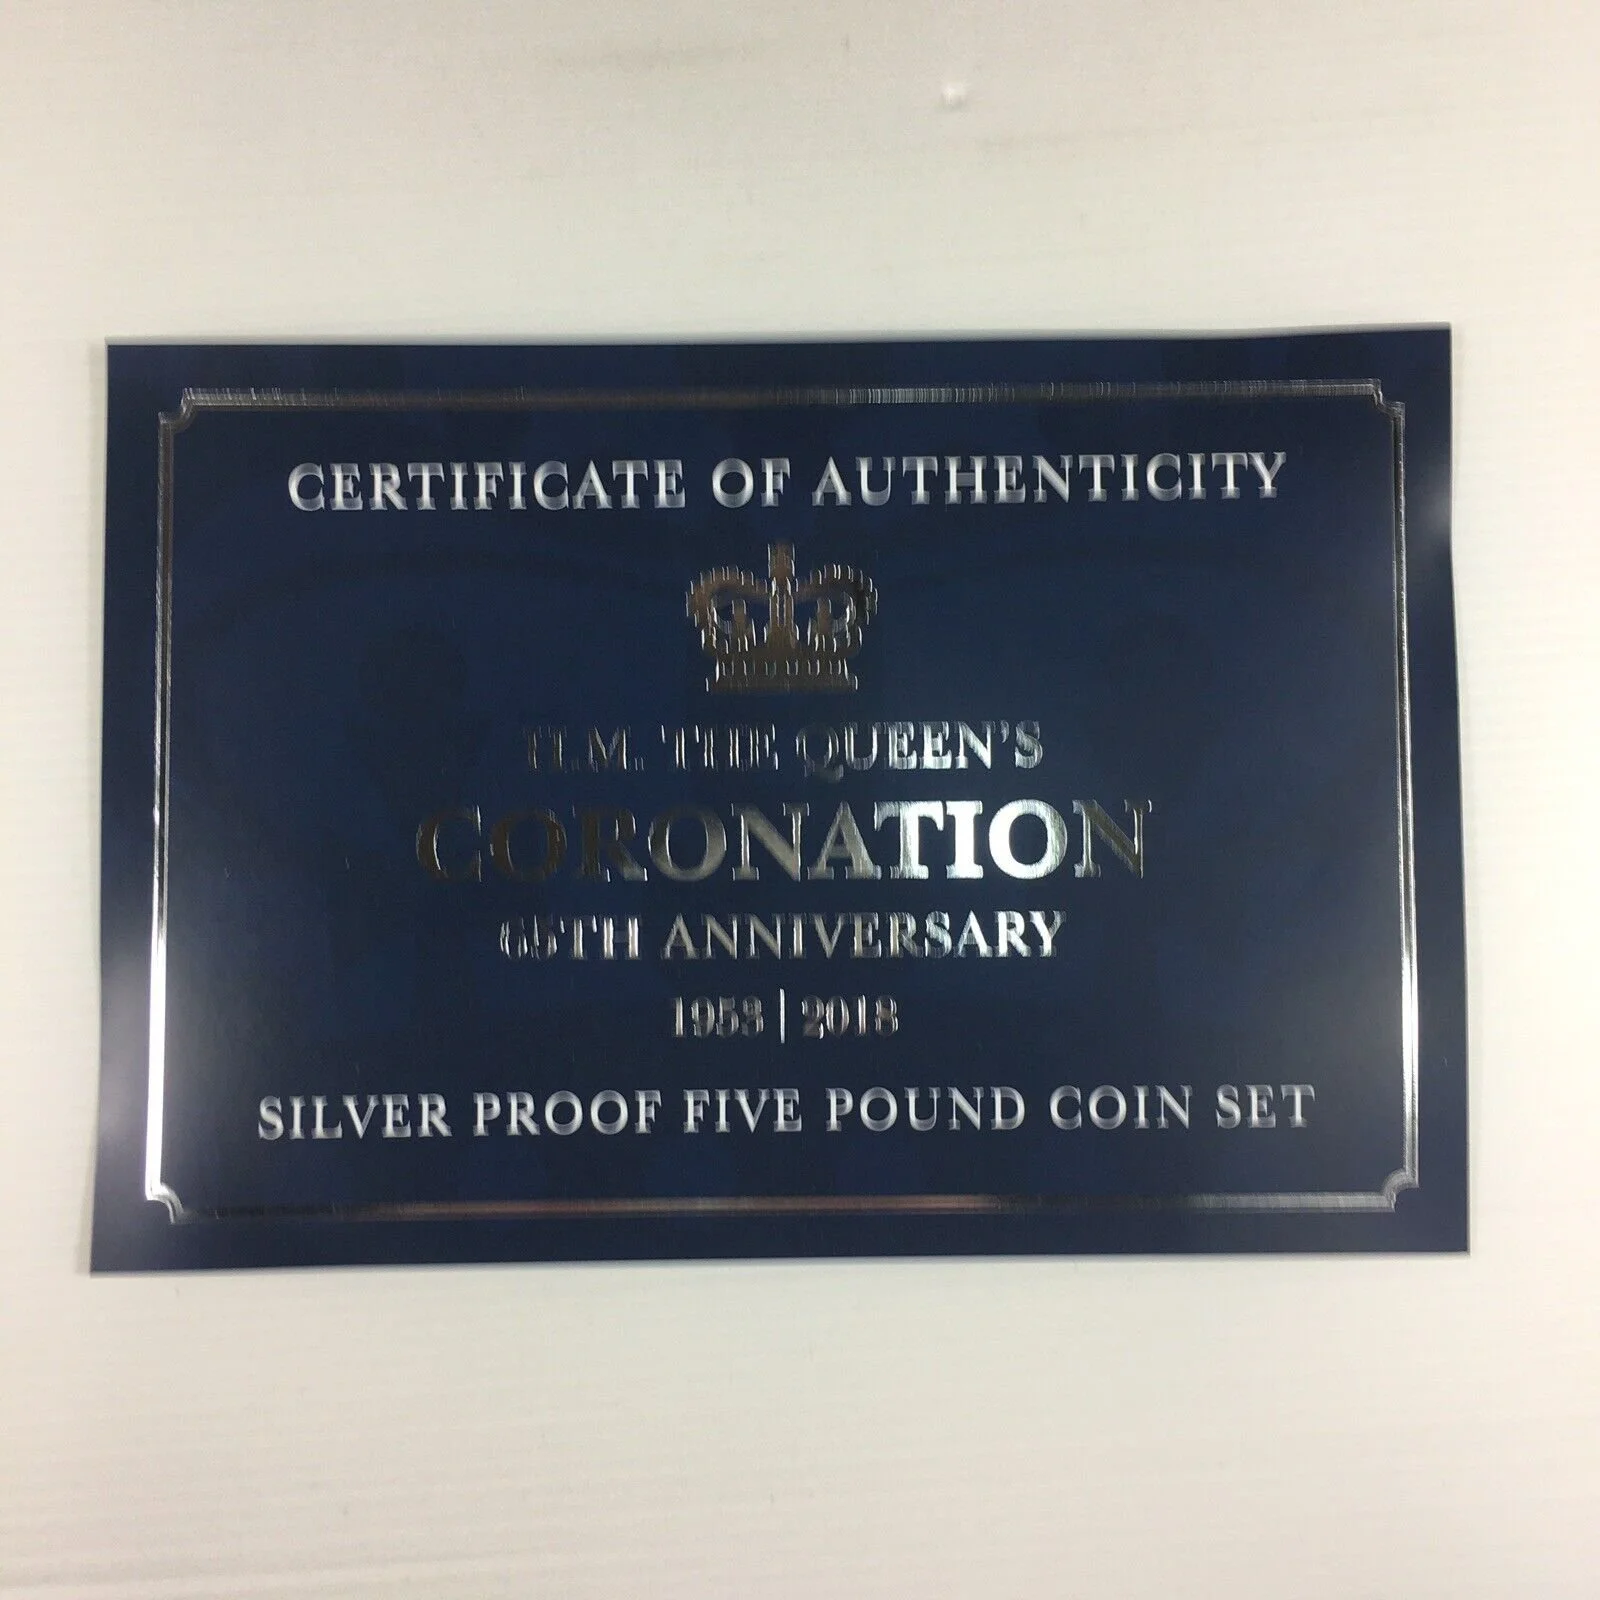 CERTIFICATE OF AUTHENTICITY
H.M. THE QUEEN'S
CORONATION
65TH ANNIVERSARY
1953 | 2018
SILVER PROOF FIVE POUND COIN SET